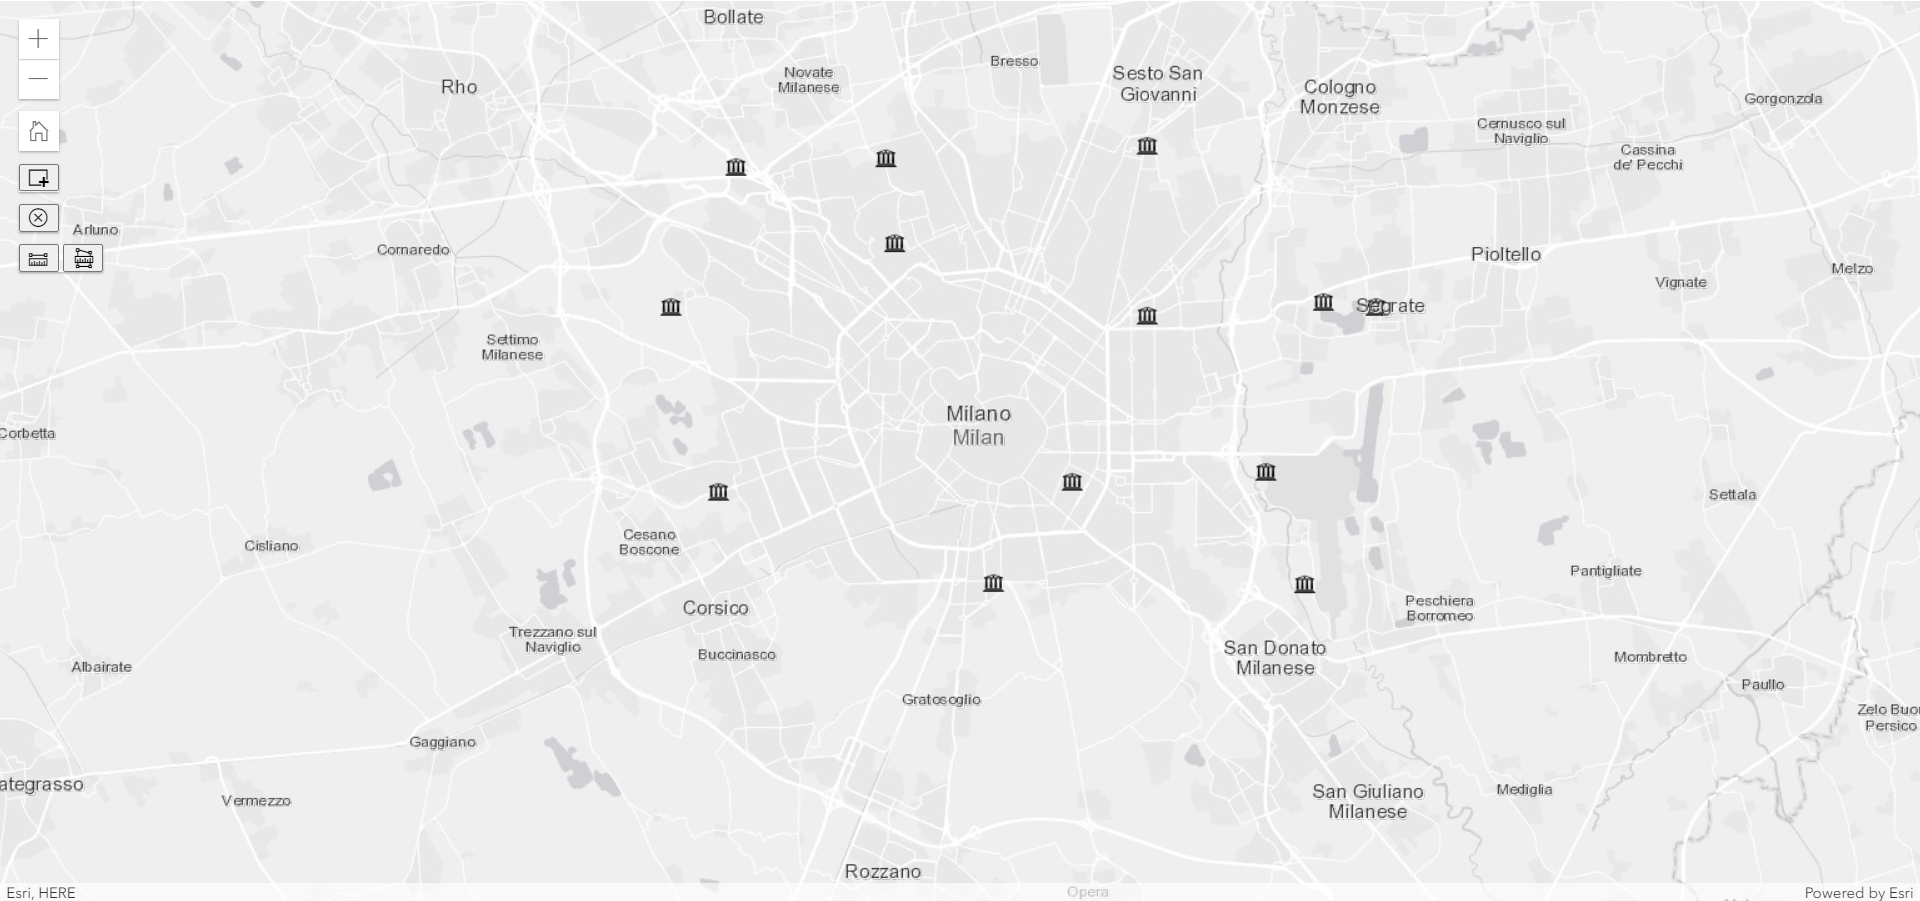 Bollate
Bresso
Novate
Milanese
Sesto San
Giovanni
Rho
Cologno
Monzese
Gorgonzola
Cernusco sul
Naviglio
Cassina
de' Pecchi
Arluno
Cornaredo
Pioltello
Melzo
Vignate
Segrate
Settimo
Milanese
Milano
Milan
Corbetta
Settala
Cesano
Boscone
Cisliano
Pantigliate
Corsico
Peschiera
Borromeo
Trezzano sul
Naviglio
San Donato
Milanese
Buccinasco
Mombretto
Albairate
Paullo
Gratosoglio
Zelo Buon
Persico
Gaggiano
ategrasso
San Giuliano
Milanese
Mediglia
Vermezzo
Rozzano
Opera
Esri, HERE
Powered by Esri